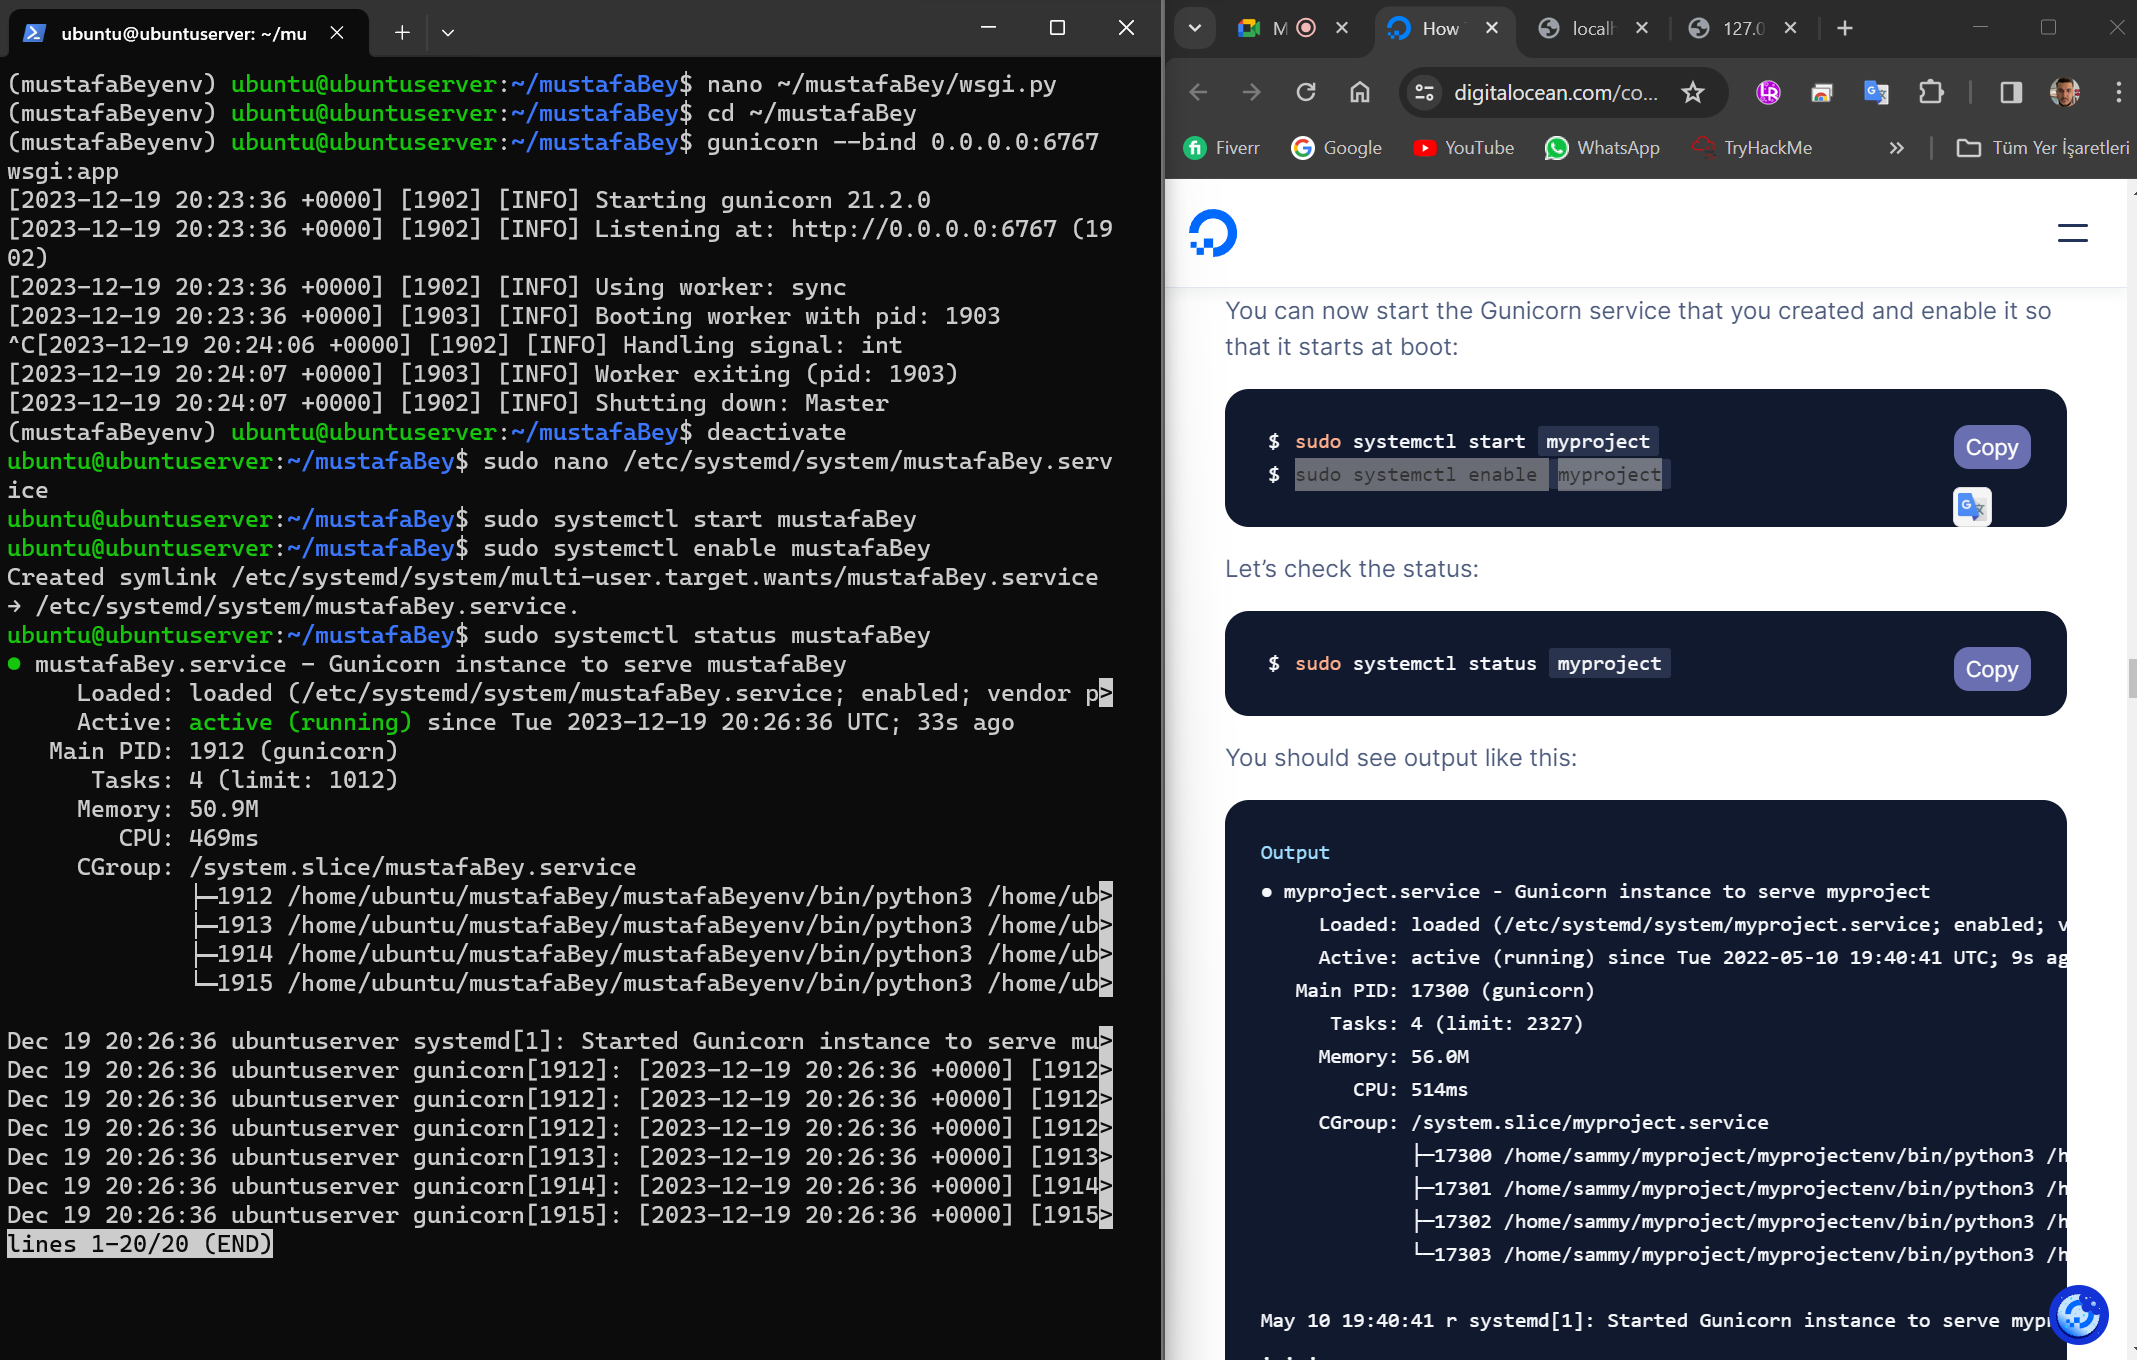 ubuntu@ubuntuserver: ~/mu
(mustafaBeyenv) ubuntu@ubuntuserver:~/mustafaBey$ nano ~/mustafaBey/wsgi.py
(mustafaBeyenv) ubuntu@ubuntuserver:~/mustafaBey$ cd ~/mustafaBey
(mustafaBeyenv) ubuntu@ubuntuserver:~/mustafaBey$ gunicorn --bind 0.0.0.0:6767
wsgi:app
[2023-12-19 20:23:36 +0000] [1902] [INFO] Starting gunicorn 21.2.0
[2023-12-19 20:23:36 +0000] [1902] [INFO] Listening at: http://0.0.0.0:6767 (19
02)
[2023-12-19 20:23:36 +0000] [1902] [INFO] Using worker: sync
[2023-12-19 20:23:36 +0000] [1903] [INFO] Booting worker with pid: 1903
^C[2023-12-19 20:24:06 +0000] [1902] [INFO] Handling signal: int
[2023-12-19 20:24:07 +0000] [1903] [INFO] Worker exiting (pid: 1903)
[2023-12-19 20:24:07 +0000] [1902] [INFO] Shutting down: Master
(mustafaBeyenv) ubuntu@ubuntuserver:~/mustafaBey$ deactivate
ubuntu@ubuntuserver:~/mustafaBey$ sudo nano /etc/systemd/system/mustafaBey.serv
ice
ubuntu@ubuntuserver:~/mustafaBey$ sudo systemctl start mustafaBey
ubuntu@ubuntuserver:~/mustafaBey$ sudo systemctl enable mustafaBey
Created symlink /etc/systemd/system/multi-user.target.wants/mustafaBey.service
→ /etc/systemd/system/mustafaBey.service.
ubuntu@ubuntuserver:~/mustafaBey$ sudo systemctl status mustafaBey
● mustafaBey.service - Gunicorn instance to serve mustafaBey
Loaded: loaded (/etc/systemd/system/mustafaBey.service; enabled; vendor p>
Active: active (running) since Tue 2023-12-19 20:26:36 UTC; 33s ago
Main PID: 1912 (gunicorn)
Tasks: 4 (limit: 1012)
Memory: 50.9M
CPU: 469ms
CGroup: /system.slice/mustafaBey.service
├─1912 /home/ubuntu/mustafaBey/mustafaBeyenv/bin/python3 /home/ub>
├─1913 /home/ubuntu/mustafaBey/mustafaBeyenv/bin/python3 /home/ub>
├─1914 /home/ubuntu/mustafaBey/mustafaBeyenv/bin/python3 /home/ub>
└─1915 /home/ubuntu/mustafaBey/mustafaBeyenv/bin/python3 /home/ub>
Dec 19 20:26:36 ubuntuserver systemd[1]: Started Gunicorn instance to serve mu>
Dec 19 20:26:36 ubuntuserver gunicorn[1912]: [2023-12-19 20:26:36 +0000] [1912>
Dec 19 20:26:36 ubuntuserver gunicorn[1912]: [2023-12-19 20:26:36 +0000] [1912>
Dec 19 20:26:36 ubuntuserver gunicorn[1912]: [2023-12-19 20:26:36 +0000] [1912>
Dec 19 20:26:36 ubuntuserver gunicorn[1913]: [2023-12-19 20:26:36 +0000] [1913>
Dec 19 20:26:36 ubuntuserver gunicorn[1914]: [2023-12-19 20:26:36 +0000] [1914>
Dec 19 20:26:36 ubuntuserver gunicorn[1915]: [2023-12-19 20:26:36 +0000] [1915>
lines 1-20/20 (END)
M How localh 127.0
digitalocean.com/co...
Fiverr Google YouTube WhatsApp TryHackMe » Tüm Yer İşaretleri
You can now start the Gunicorn service that you created and enable it so
that it starts at boot:
$ sudo systemctl start myproject
$ sudo systemctl enable myproject
Copy
Let’s check the status:
$ sudo systemctl status myproject
Copy
You should see output like this:
Output
● myproject.service - Gunicorn instance to serve myproject
Loaded: loaded (/etc/systemd/system/myproject.service; enabled; v
Active: active (running) since Tue 2022-05-10 19:40:41 UTC; 9s ag
Main PID: 17300 (gunicorn)
Tasks: 4 (limit: 2327)
Memory: 56.0M
CPU: 514ms
CGroup: /system.slice/myproject.service
├─17300 /home/sammy/myproject/myprojectenv/bin/python3 /h
├─17301 /home/sammy/myproject/myprojectenv/bin/python3 /h
├─17302 /home/sammy/myproject/myprojectenv/bin/python3 /h
└─17303 /home/sammy/myproject/myprojectenv/bin/python3 /h
May 10 19:40:41 r systemd[1]: Started Gunicorn instance to serve myp